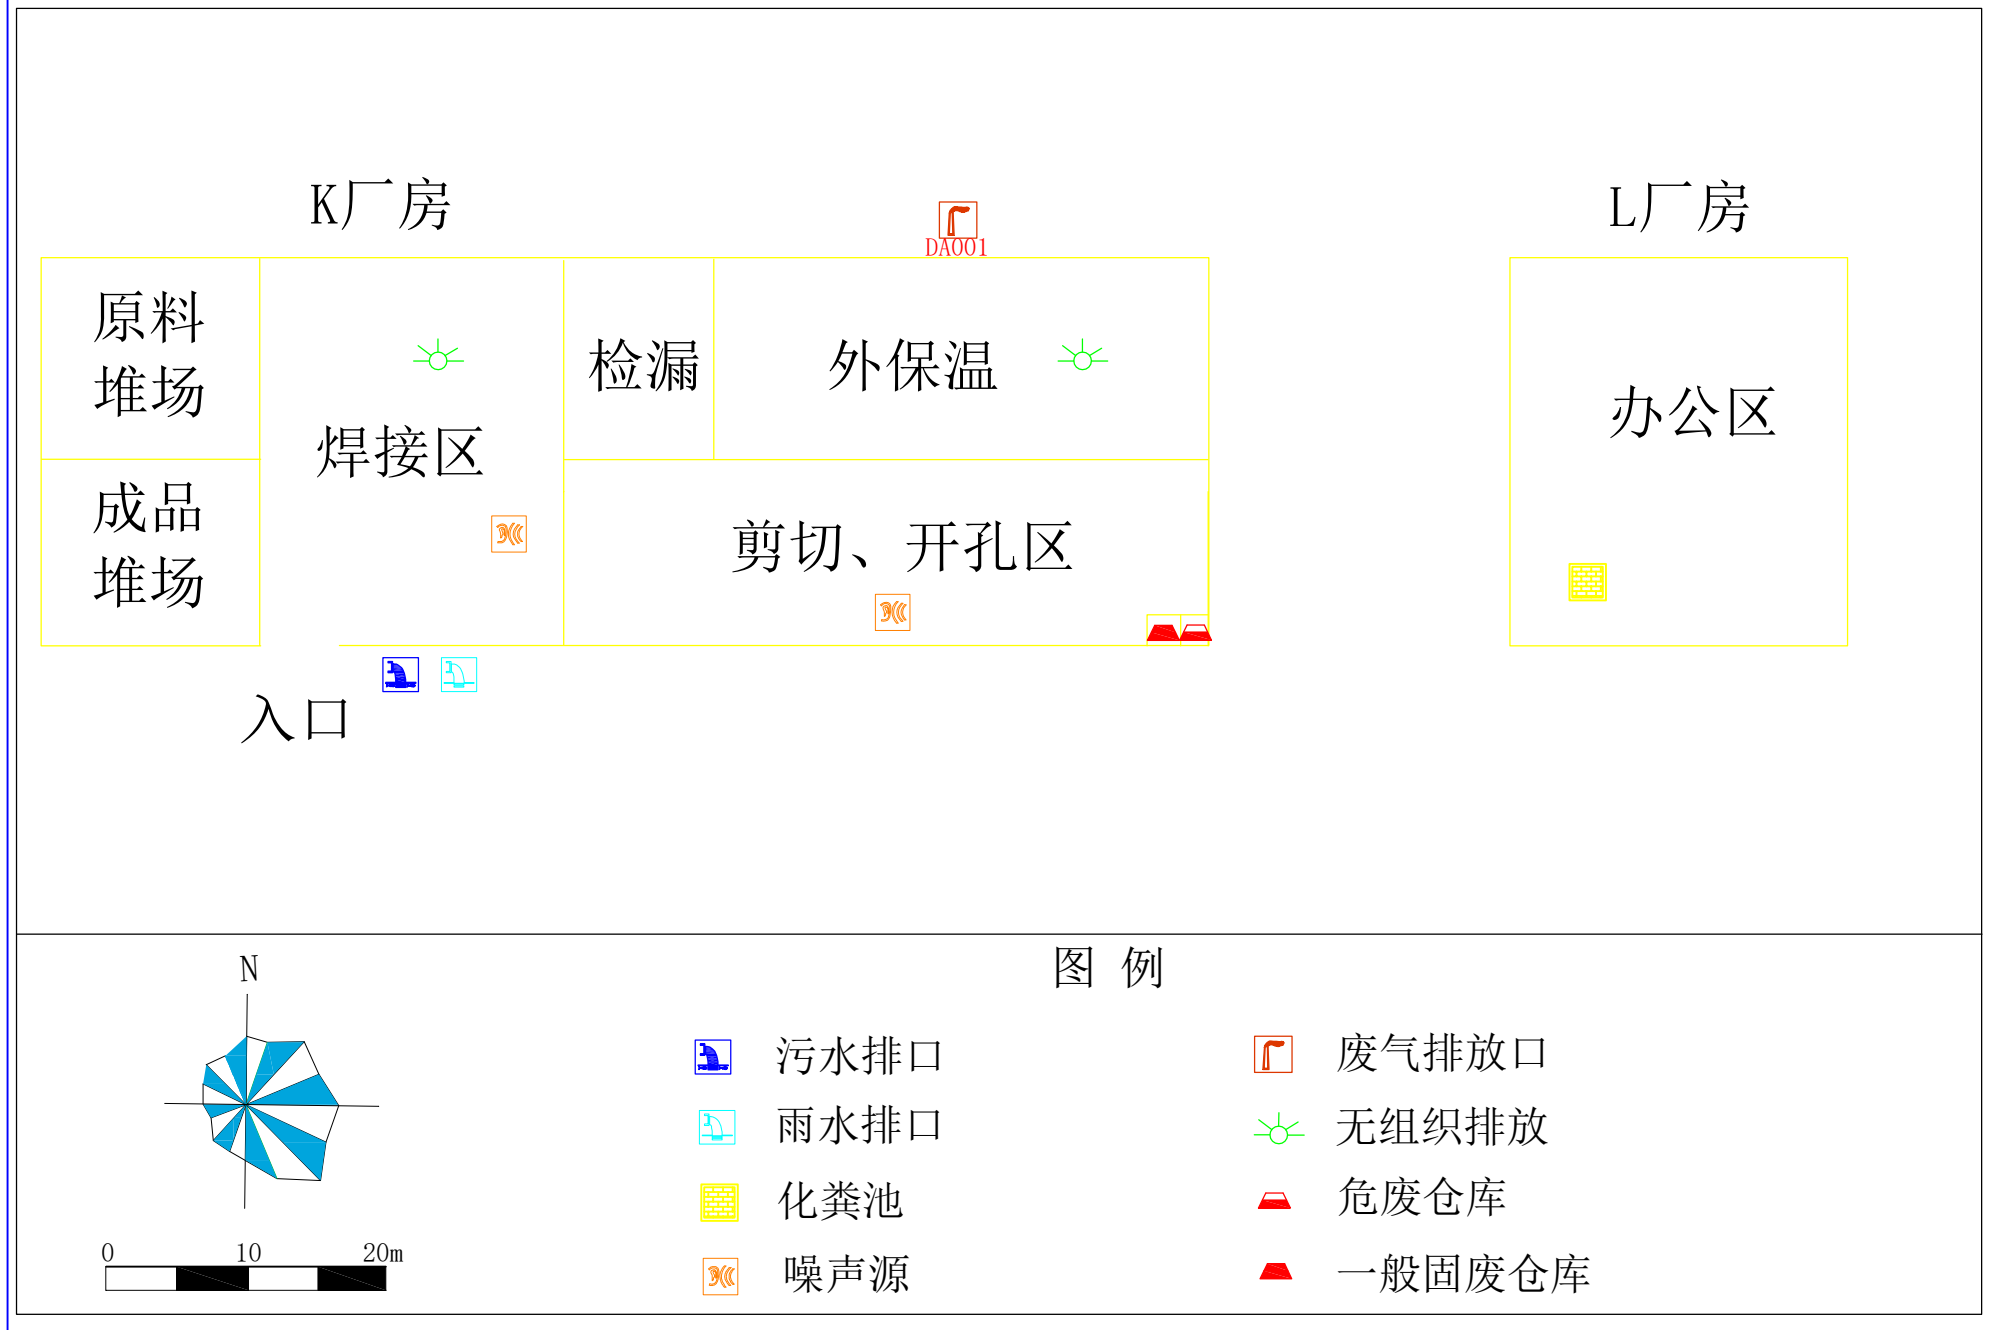 K厂房
L厂房
DA001
原料
堆场
检漏
外保温
办公区
焊接区
成品
堆场
剪切、开孔区
入口
图 例
N
污水排口
废气排放口
雨水排口
无组织排放
化粪池
危废仓库
噪声源
一般固废仓库
0 10 20m